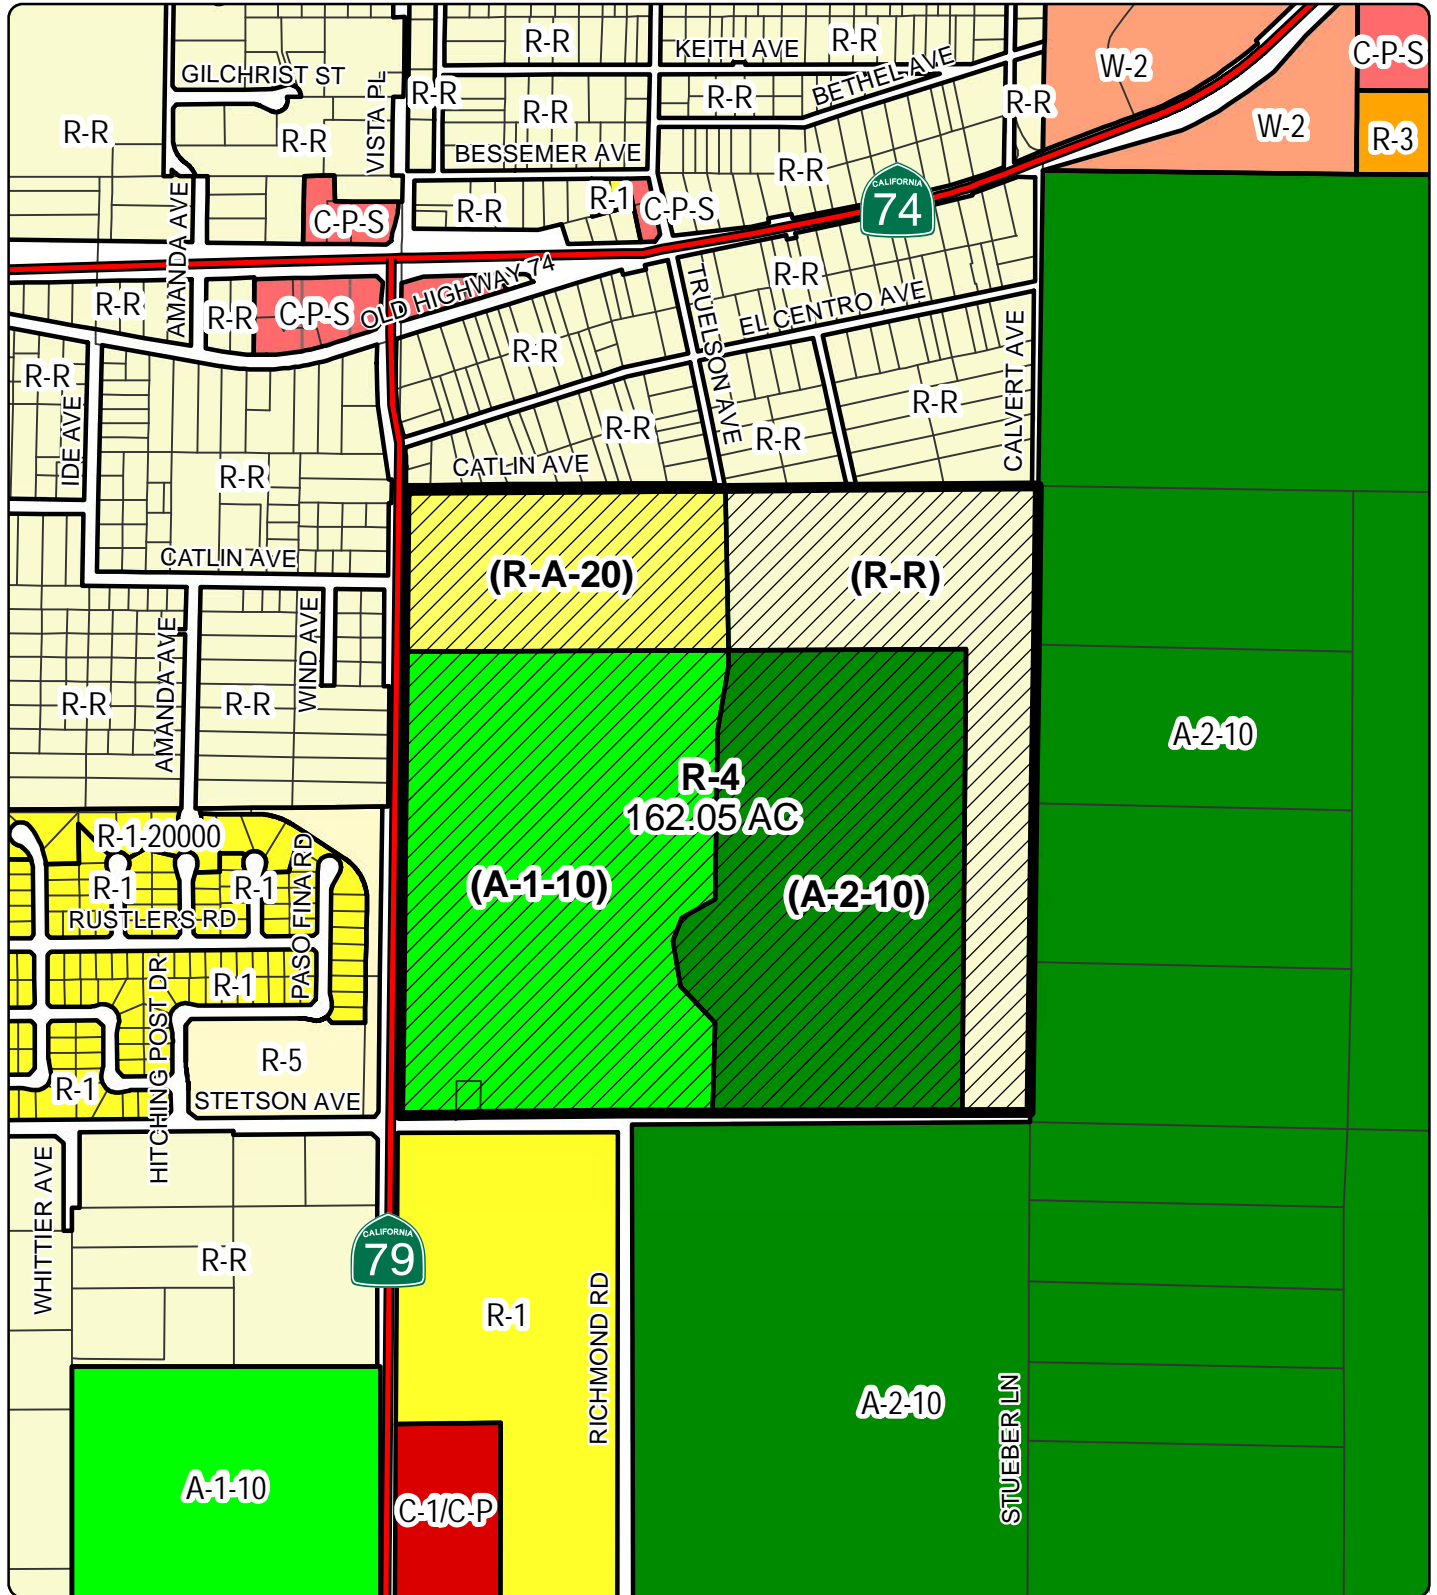 R-R
KEITH AVE
R-R
W-2
C-P-S
GILCHRIST ST
VISTA PL
R-R
R-R
BETHEL AVE
R-R
R-R
R-R
R-R
BESSEMER AVE
W-2
R-3
R-R
AMANDA AVE
C-P-S
R-R
R-1
C-P-S
CALIFORNIA
74
R-R
AMANDA AVE
R-R
C-P-S
OLD HIGHWAY 74
TRUELSON AVE
R-R
EL CENTRO AVE
R-R
R-R
IDE AVE
R-R
R-R
R-R
CALVERT AVE
R-R
CATLIN AVE
CATLIN AVE
(R-A-20)
(R-R)
R-R
AMANDA AVE
R-R
WIND AVE
R-4
162.05 AC
A-2-10
R-1-20000
R-1
R-1
RUSTLERS RD
PASO FINA RD
(A-1-10)
(A-2-10)
HITCHING POST DR
R-1
R-5
R-1
STETSON AVE
WHITTIER AVE
R-R
CALIFORNIA
79
R-1
RICHMOND RD
A-2-10
STUEBER LN
A-1-10
C-1/C-P